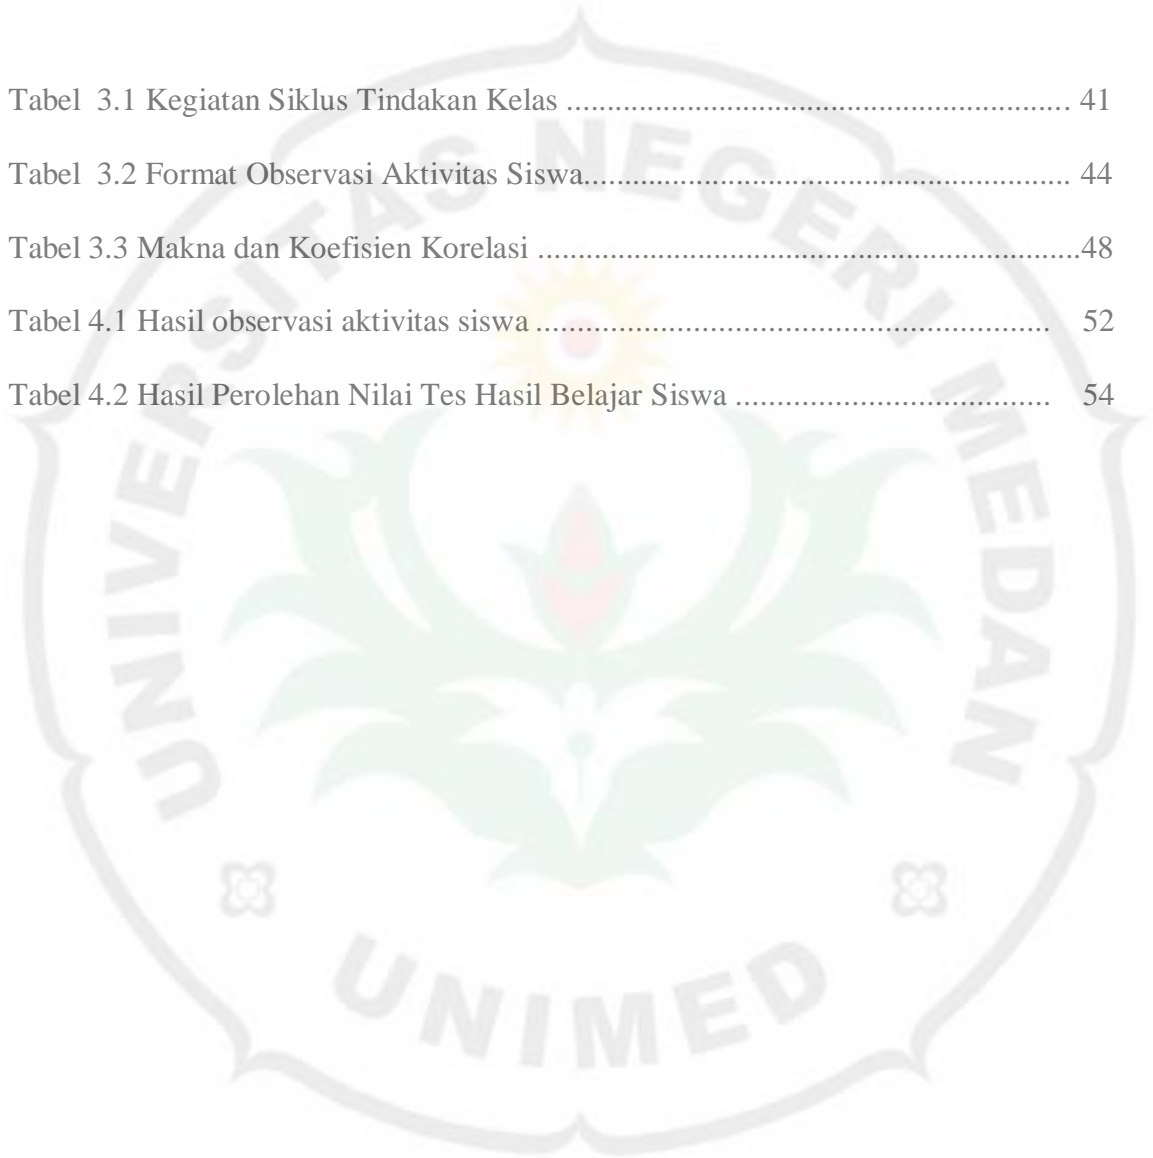 Tabel  3.1 Kegiatan Siklus Tindakan Kelas ............................................................. 41
Tabel  3.2 Format Observasi Aktivitas Siswa........................................................... 44
Tabel 3.3 Makna dan Koefisien Korelasi ..................................................................48
Tabel 4.1 Hasil observasi aktivitas siswa ..............................................................    52
Tabel 4.2 Hasil Perolehan Nilai Tes Hasil Belajar Siswa ......................................    54
UNIVERSITAS NEGERI MEDAN
UNIMED